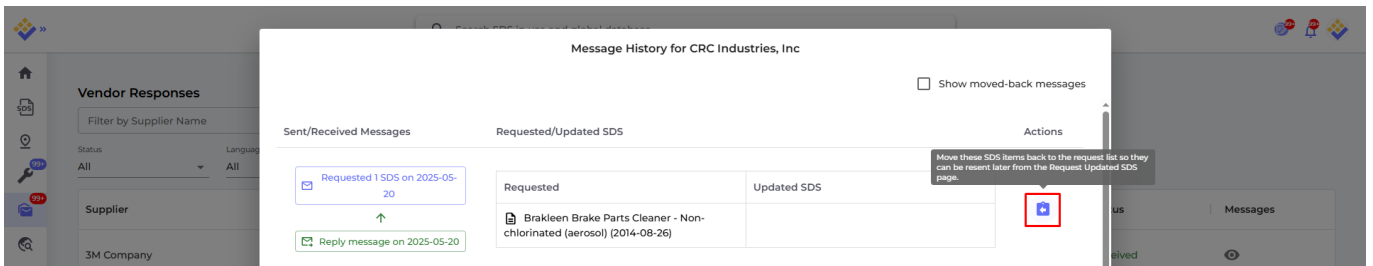 »
Search SDS in use and global database
99+
99+
Message History for CRC Industries, Inc
Show moved-back messages
Vendor Responses
SDS
Filter by Supplier Name
Sent/Received Messages
Requested/Updated SDS
Actions
Status
Language
All
All
99+
Move these SDS items back to the request list so they
can be resent later from the Request Updated SDS
page.
Requested 1 SDS on 2025-05-
20
Requested
Updated SDS
99+
Supplier
us
Messages
Brakleen Brake Parts Cleaner - Non-
chlorinated (aerosol) (2014-08-26)
Reply message on 2025-05-20
3M Company
eived